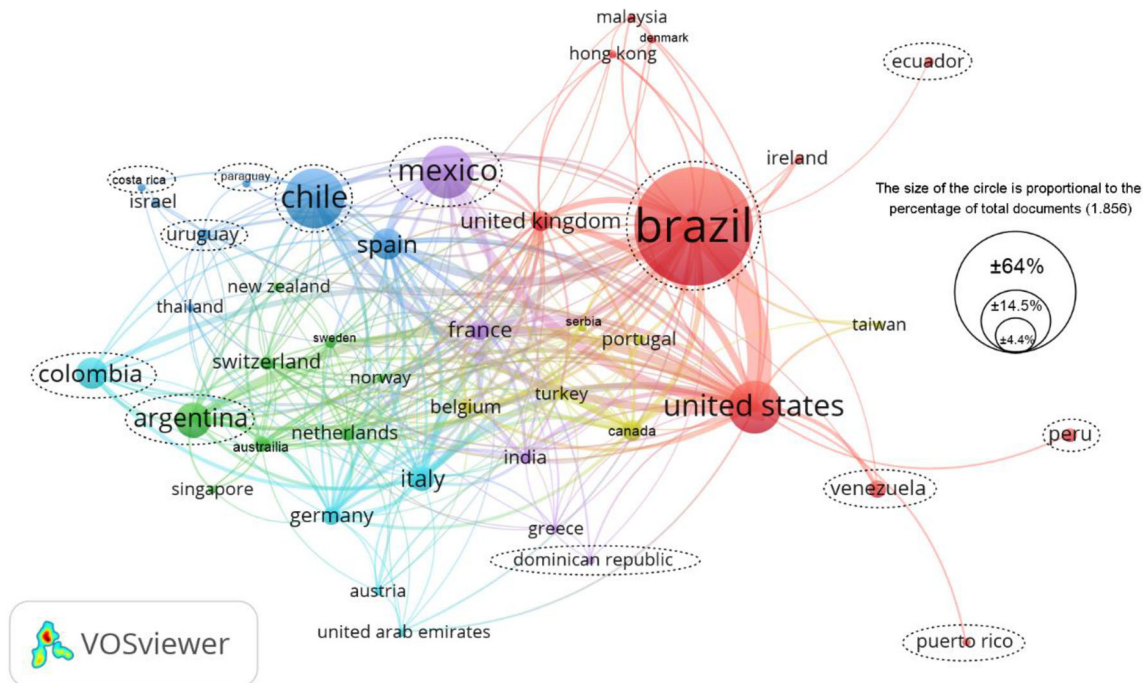 malaysia
denmark
hong kong
ecuador
ireland
mexico
costa rica
paraguay
israel
chile
The size of the circle is proportional to the
percentage of total documents (1.856)
united kingdom
brazil
uruguay
spain
±64%
new zealand
thailand
±14.5%
serbia
taiwan
france
sweden
portugal
±4.4%
switzerland
colombia
norway
turkey
belgium
united states
argentina
netherlands
canada
peru
austrailia
india
italy
singapore
venezuela
germany
greece
dominican republic
austria
united arab emirates
puerto rico
VOSviewer